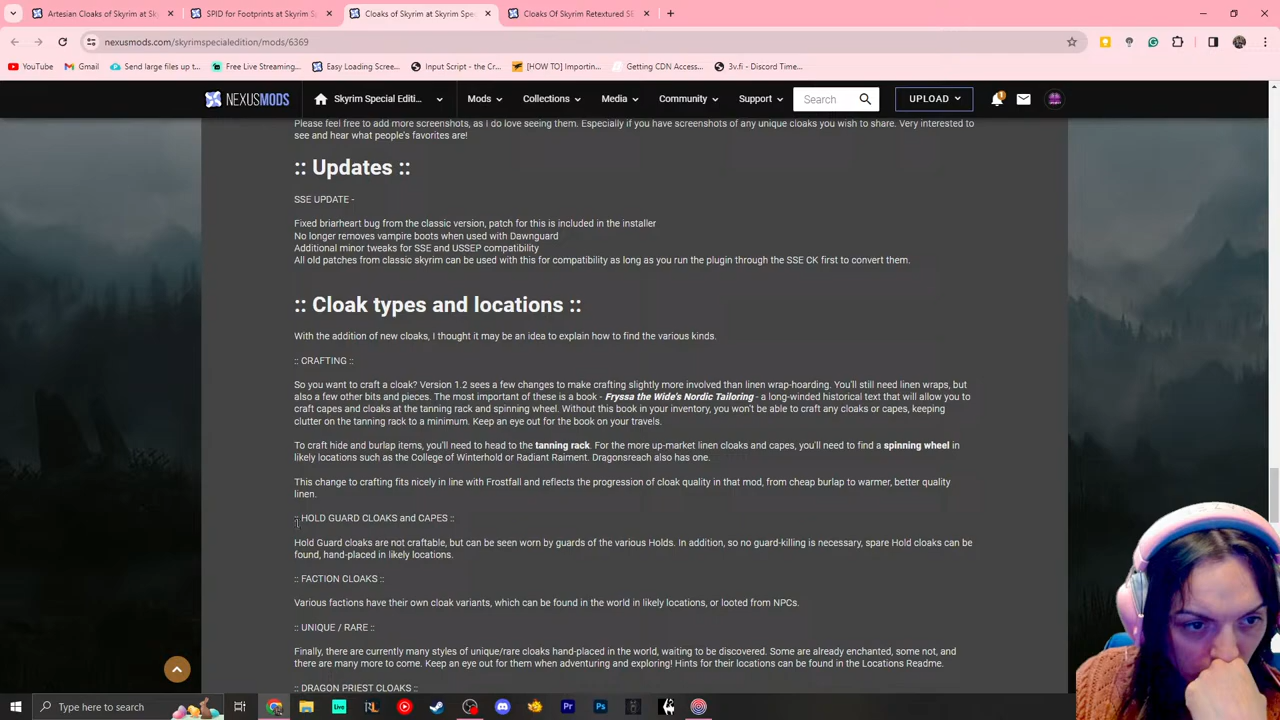 Artesian Cloaks of Skyrim at Sk
SPID for Footprints at Skyrim S
Cloaks of Skyrim at Skyrim Spe
Cloaks Of Skyrim Retextured SE
nexusmods.com/skyrimspecialedition/mods/6369
YouTube
Gmail
Send large files up t...
Free Live Streaming...
Easy Loading Scree...
Input Script - the Cr...
[HOW TO] Importin...
Getting CDN Access...
3v.fi - Discord Time...
NEXUSMODS
Skyrim Special Editi...
Mods
Collections
Media
Community
Support
Search
UPLOAD
Please feel free to add more screenshots, as I do love seeing them. Especially if you have screenshots of any unique cloaks you wish to share. Very interested to
see and hear what people's favorites are!
:: Updates ::
SSE UPDATE -
Fixed briarheart bug from the classic version, patch for this is included in the installer
No longer removes vampire boots when used with Dawnguard
Additional minor tweaks for SSE and USSEP compatibility
All old patches from classic skyrim can be used with this for compatibility as long as you run the plugin through the SSE CK first to convert them.
:: Cloak types and locations ::
With the addition of new cloaks, I thought it may be an idea to explain how to find the various kinds.
:: CRAFTING ::
So you want to craft a cloak? Version 1.2 sees a few changes to make crafting slightly more involved than linen wrap-hoarding. You'll still need linen wraps, but
also a few other bits and pieces. The most important of these is a book - Fryssa the Wide's Nordic Tailoring - a long-winded historical text that will allow you to
craft capes and cloaks at the tanning rack and spinning wheel. Without this book in your inventory, you won't be able to craft any cloaks or capes, keeping
clutter on the tanning rack to a minimum. Keep an eye out for the book on your travels.
To craft hide and burlap items, you'll need to head to the tanning rack. For the more up-market linen cloaks and capes, you'll need to find a spinning wheel in
likely locations such as the College of Winterhold or Radiant Raiment. Dragonsreach also has one.
This change to crafting fits nicely in line with Frostfall and reflects the progression of cloak quality in that mod, from cheap burlap to warmer, better quality
linen.
:: HOLD GUARD CLOAKS and CAPES ::
Hold Guard cloaks are not craftable, but can be seen worn by guards of the various Holds. In addition, so no guard-killing is necessary, spare Hold cloaks can be
found, hand-placed in likely locations.
:: FACTION CLOAKS ::
Various factions have their own cloak variants, which can be found in the world in likely locations, or looted from NPCs.
:: UNIQUE / RARE ::
Finally, there are currently many styles of unique/rare cloaks hand-placed in the world, waiting to be discovered. Some are already enchanted, some not, and
there are many more to come. Keep an eye out for them when adventuring and exploring! Hints for their locations can be found in the Locations Readme.
:: DRAGON PRIEST CLOAKS ::
Type here to search
Live
Pr
Ps